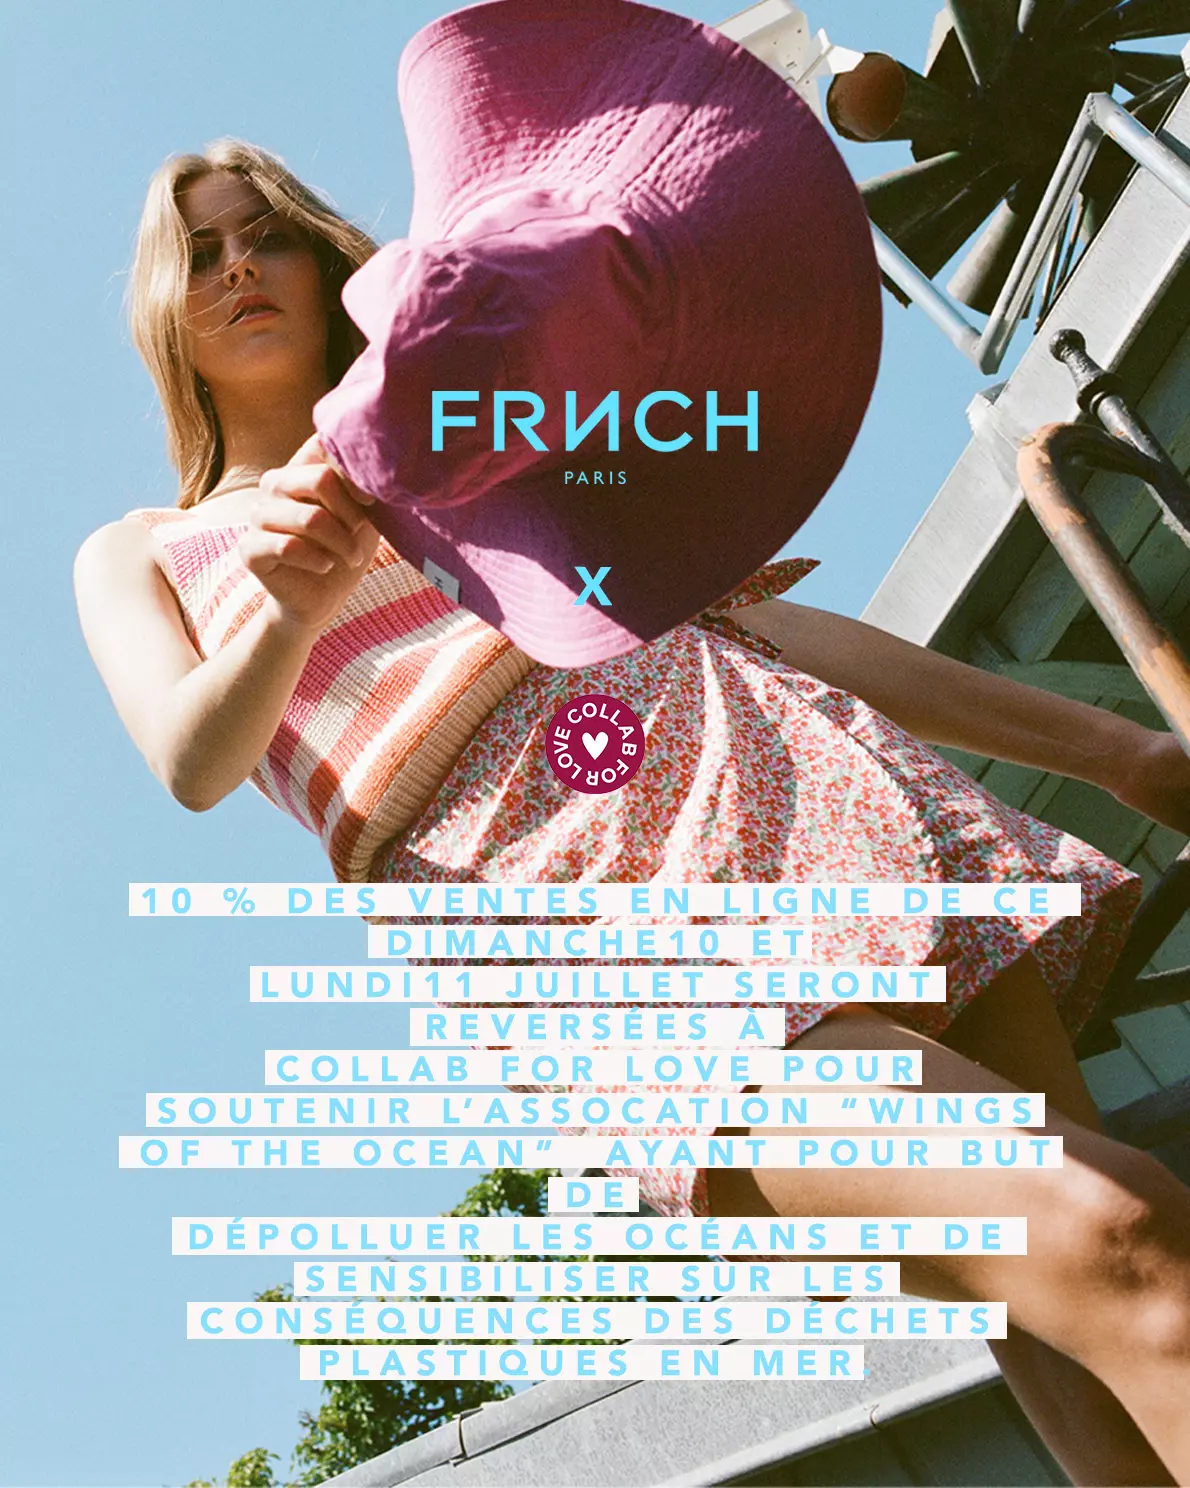 FRИCH
PARIS
X
COLLAB FOR LOVE
10 % DES VENTES EN LIGNE DE CE
DIMANCHE10 ET
LUNDI11 JUILLET SERONT
REVERSÉES À
COLLAB FOR LOVE POUR
SOUTENIR L’ASSOCATION “WINGS
OF THE OCEAN” AYANT POUR BUT
DE
DÉPOLLUER LES OCÉANS ET DE
SENSIBILISER SUR LES
CONSÉQUENCES DES DÉCHETS
PLASTIQUES EN MER.